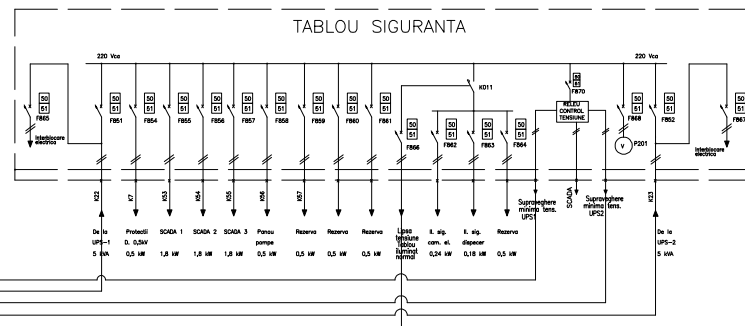 TABLOU SIGURANTA
220 Vca
220 Vca
50
51
F865
Interblocare
electrica
50
51
F851
50
51
F854
50
51
F855
50
51
F856
50
51
F857
50
51
F858
50
51
F859
50
51
F860
50
51
F861
50
51
F866
KD11
50
51
F862
50
51
F863
50
51
F864
50
51
F870
RELEU
CONTROL
TENSIUNE
50
51
F868
V
P201
50
51
F852
Interblocare
electrica
50
51
F867
K22
K7
K53
K54
K55
K56
K57
SCADA
K23
De la
UPS-1
5 kVA
Protectii
D. 0,5kV
0,5 kW
SCADA 1
1,8 kW
SCADA 2
1,8 kW
SCADA 3
1,8 kW
Panou
pompe
0,5 kW
Rezerva
0,5 kW
Rezerva
0,5 kW
Rezerva
0,5 kW
Lipsa
tensiune
Tablou
iluminat
normal
Il. sig.
cam. el.
0,24 kW
Il. sig.
dispecer
0,18 kW
Rezerva
0,5 kW
Supraveghere
minima tens.
UPS1
Supraveghere
minima tens.
UPS2
De la
UPS-2
5 kVA